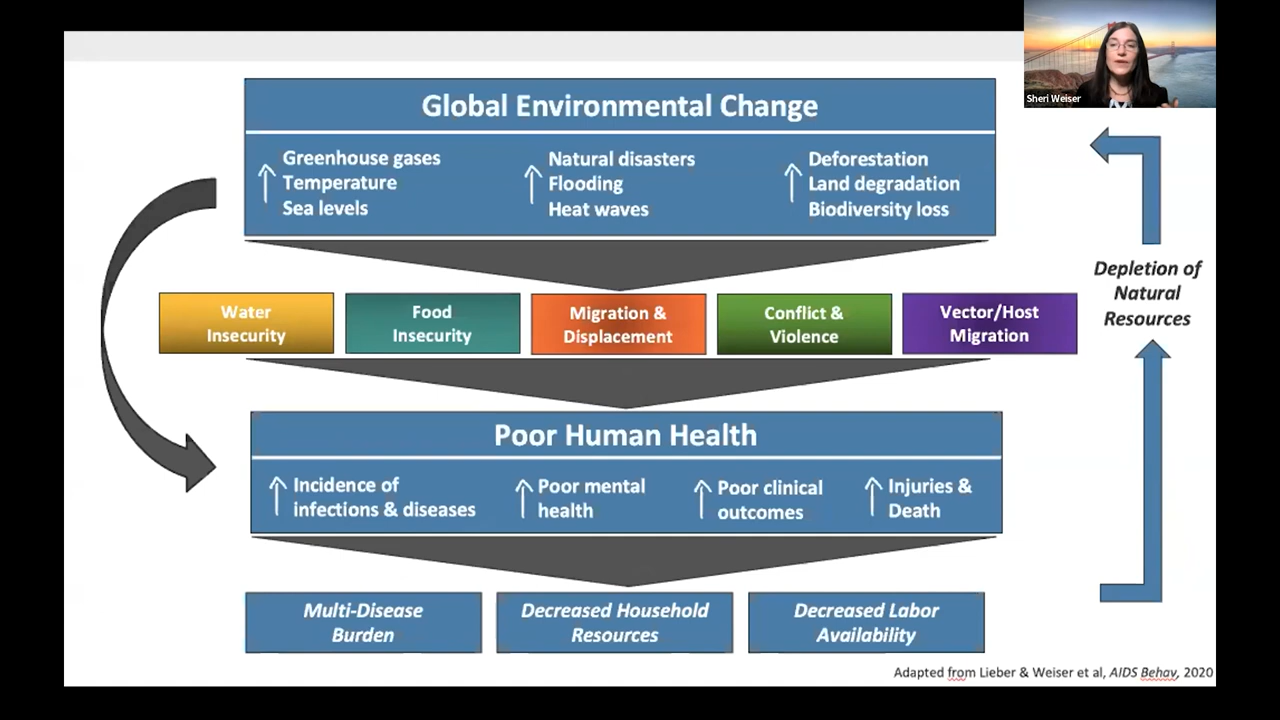 Sheri Weiser
Global Environmental Change
Greenhouse gases
Temperature
Sea levels
Natural disasters
Flooding
Heat waves
Deforestation
Land degradation
Biodiversity loss
Water
Insecurity
Food
Insecurity
Migration &
Displacement
Conflict &
Violence
Vector/Host
Migration
Depletion of
Natural
Resources
Poor Human Health
Incidence of
infections & diseases
Poor mental
health
Poor clinical
outcomes
Injuries &
Death
Multi-Disease
Burden
Decreased Household
Resources
Decreased Labor
Availability
Adapted from Lieber & Weiser et al, AIDS Behav, 2020